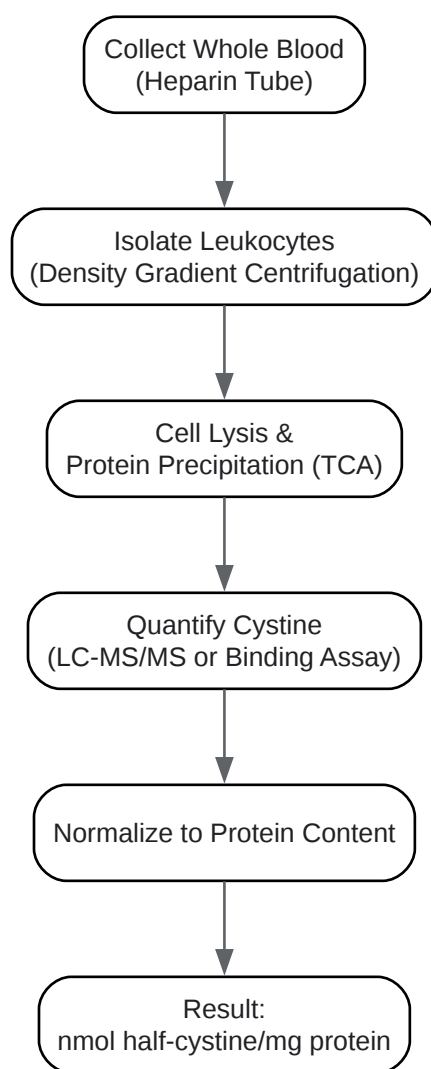 Collect Whole Blood
(Heparin Tube)
Isolate Leukocytes
(Density Gradient Centrifugation)
Cell Lysis &
Protein Precipitation (TCA)
Quantify Cystine
(LC-MS/MS or Binding Assay)
Normalize to Protein Content
Result:
nmol half-cystine/mg protein